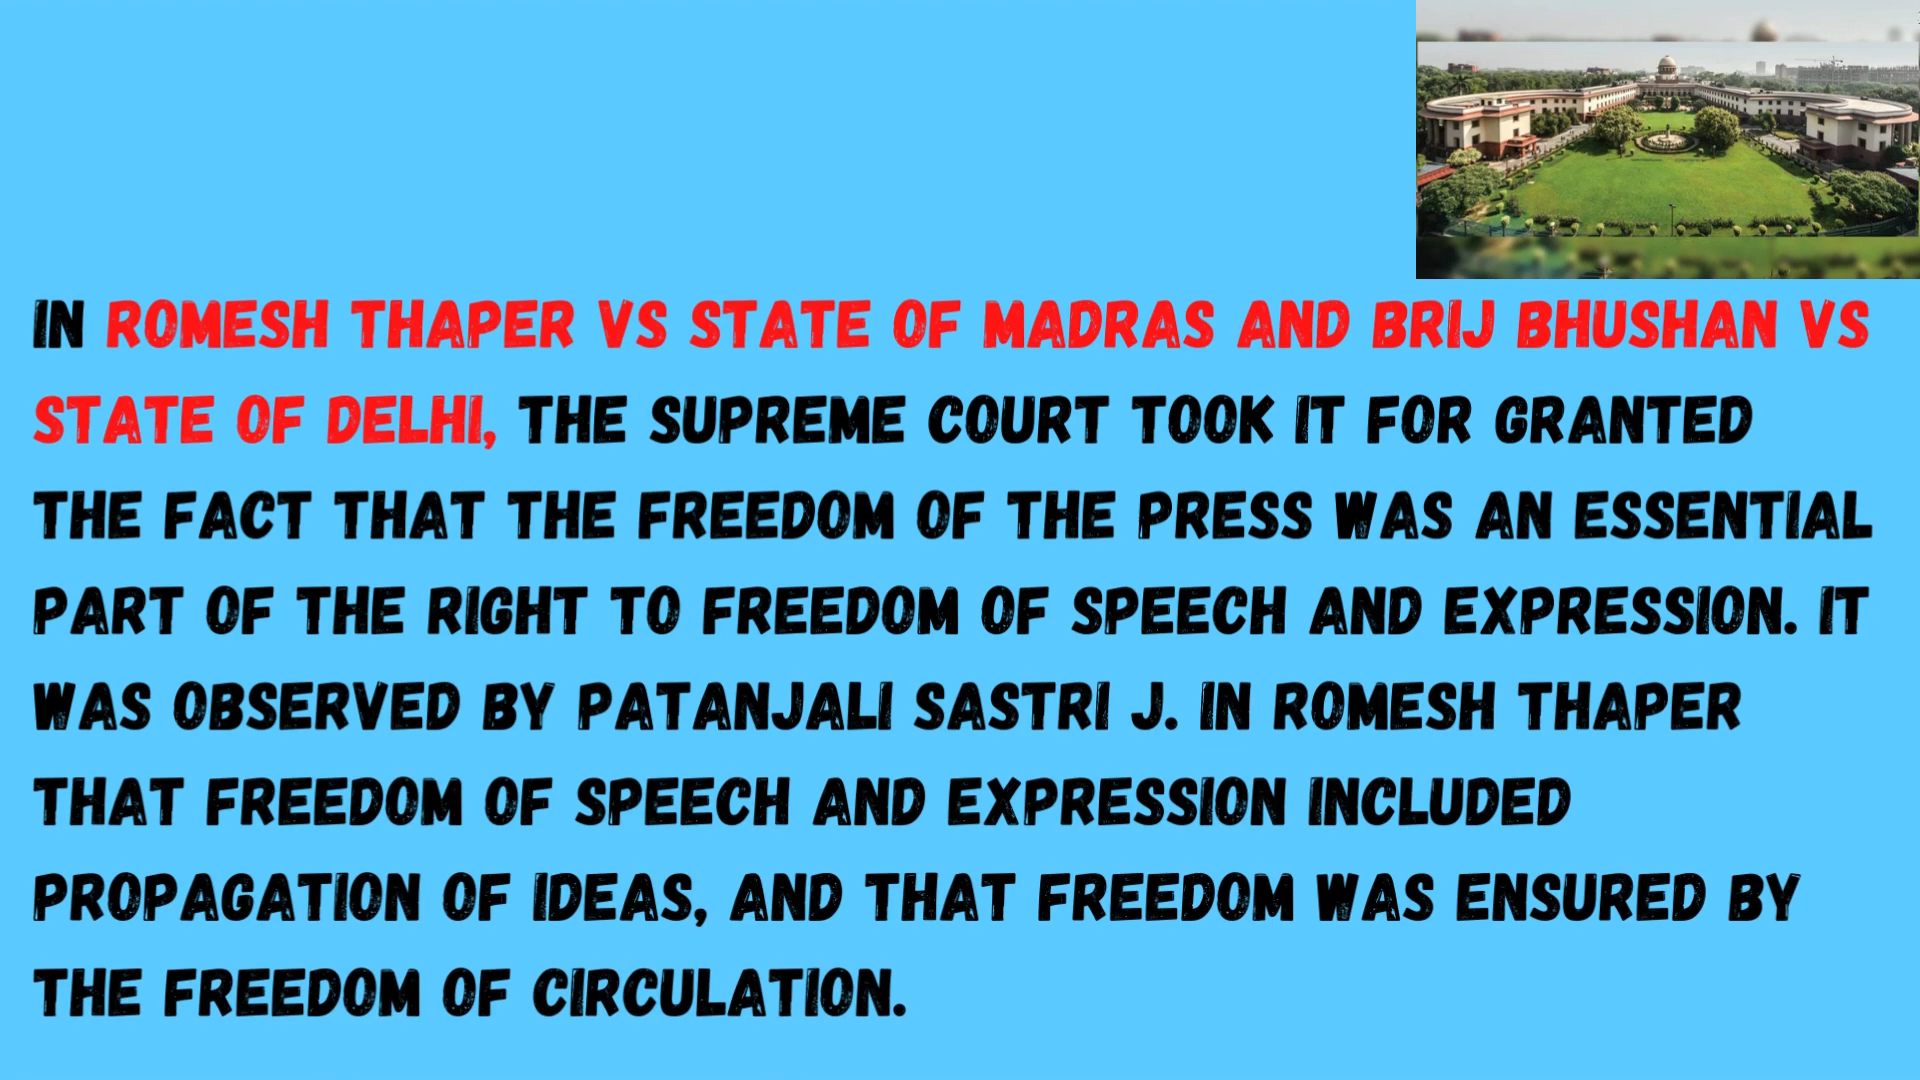 IN ROMESH THAPER VS STATE OF MADRAS AND BRIJ BHUSHAN VS
STATE OF DELHI, THE SUPREME COURT TOOK IT FOR GRANTED
THE FACT THAT THE FREEDOM OF THE PRESS WAS AN ESSENTIAL
PART OF THE RIGHT TO FREEDOM OF SPEECH AND EXPRESSION. IT
WAS OBSERVED BY PATANJALI SASTRI J. IN ROMESH THAPER
THAT FREEDOM OF SPEECH AND EXPRESSION INCLUDED
PROPAGATION OF IDEAS, AND THAT FREEDOM WAS ENSURED BY
THE FREEDOM OF CIRCULATION.